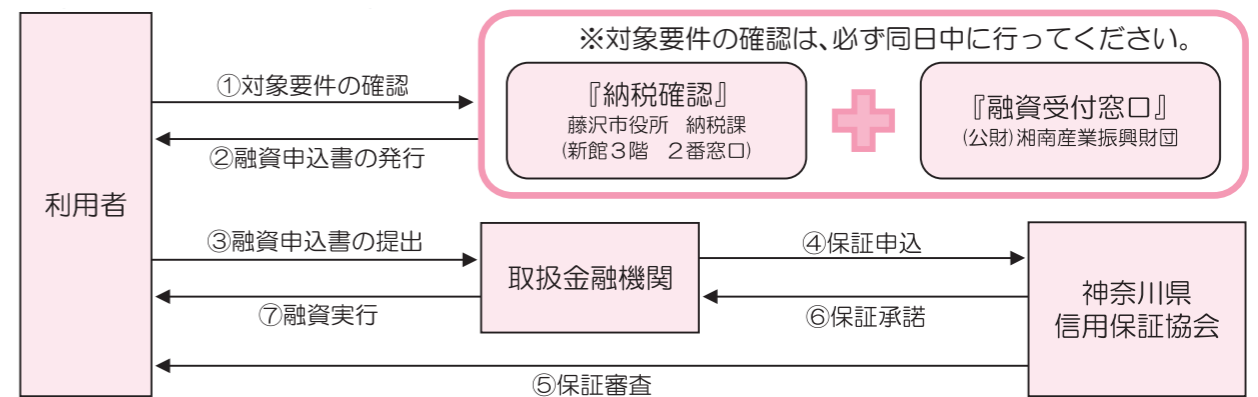 ※対象要件の確認は、必ず同日中に行ってください。
①対象要件の確認
『納税確認』
藤沢市役所 納税課
(新館3階 2番窓口)
『融資受付窓口』
(公財)湘南産業振興財団
②融資申込書の発行
利用者
③融資申込書の提出
④保証申込
取扱金融機関
神奈川県
信用保証協会
⑦融資実行
⑥保証承諾
⑤保証審査